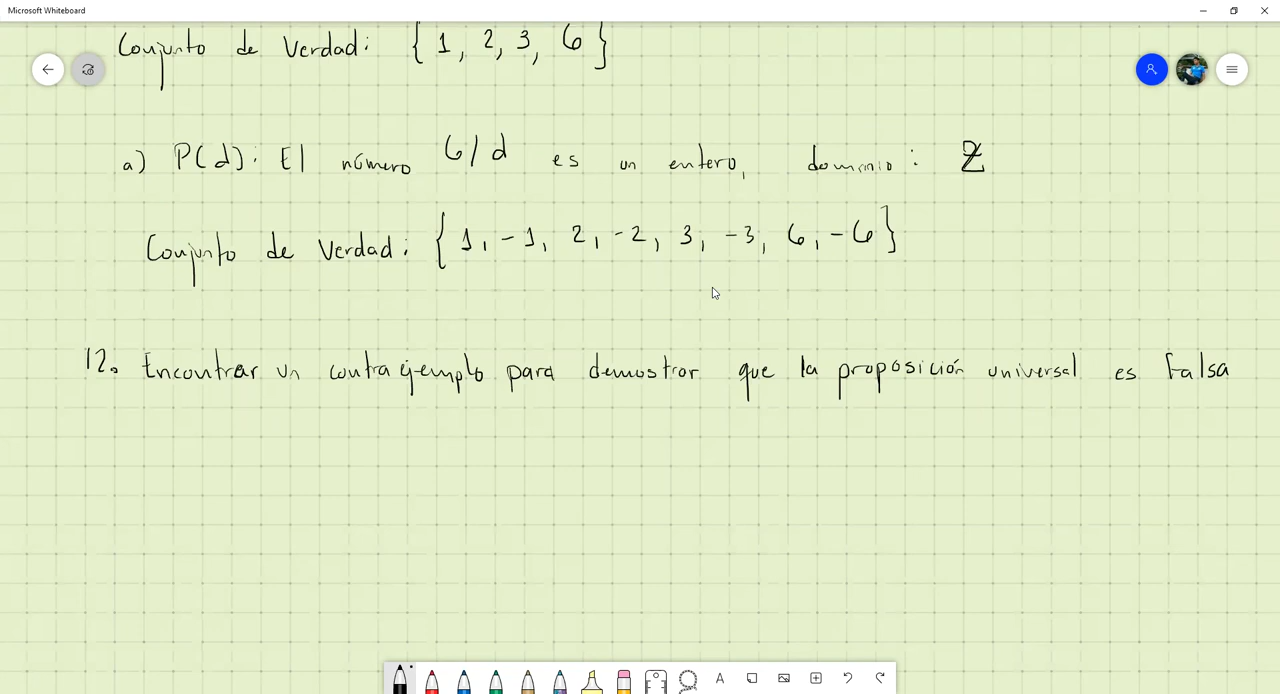 Microsoft Whiteboard
Conjunto de Verdad: { 1, 2, 3, 6 }
a) P(d): El número 6/d es un entero, dominio: ℤ
Conjunto de Verdad: { 1, -1, 2, -2, 3, -3, 6, -6 }
12. Encontrar un contra ejemplo para demostrar que la proposición universal es Falsa
A